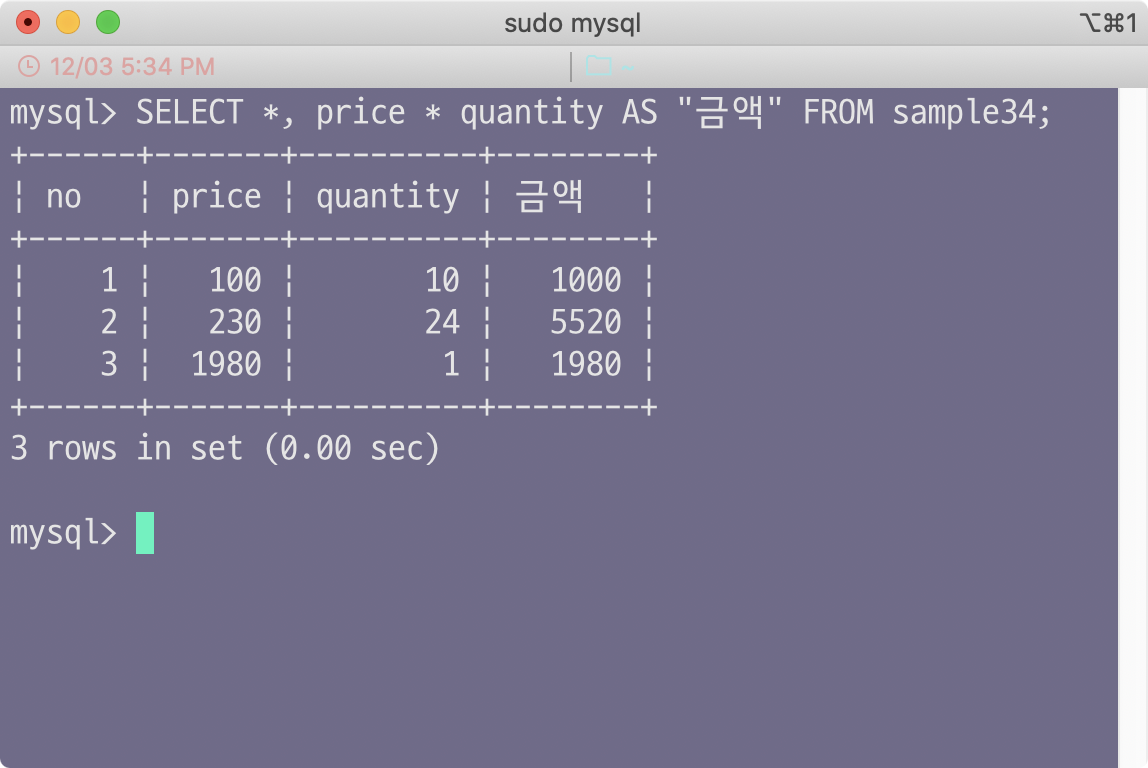 sudo mysql
⌥⌘1
12/03 5:34 PM
~
mysql> SELECT *, price * quantity AS "금액" FROM sample34;
+------+-------+----------+--------+
¦ no   ¦ price ¦ quantity ¦ 금액   ¦
+------+-------+----------+--------+
¦    1 ¦   100 ¦       10 ¦   1000 ¦
¦    2 ¦   230 ¦       24 ¦   5520 ¦
¦    3 ¦  1980 ¦        1 ¦   1980 ¦
+------+-------+----------+--------+
3 rows in set (0.00 sec)
mysql>